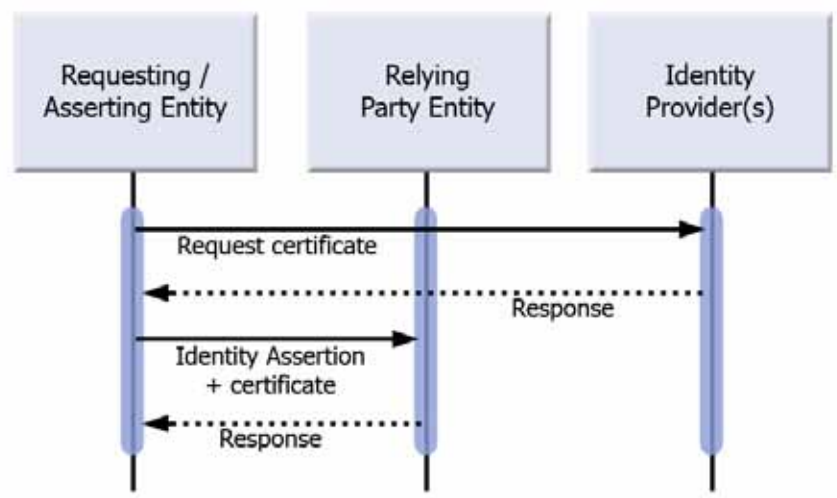 Requesting /
Asserting Entity
Relying
Party Entity
Identity
Provider(s)
Request certificate
Response
Identity Assertion
+ certificate
Response